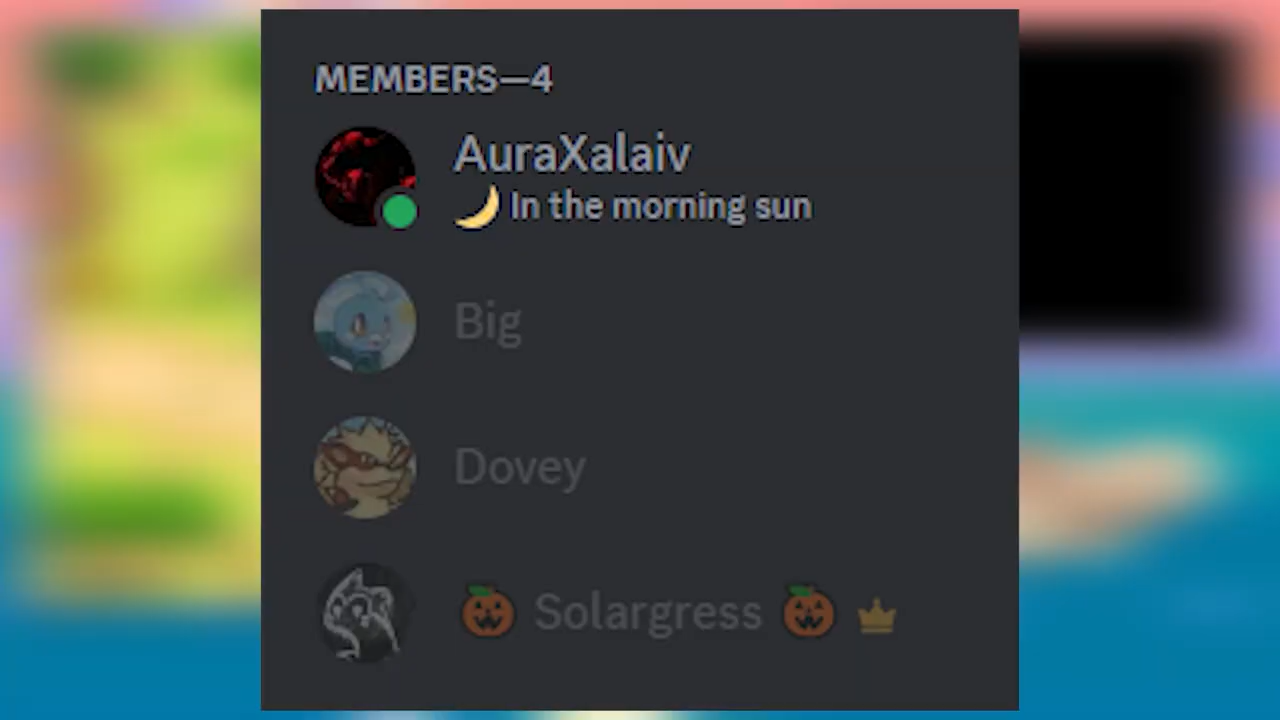 MEMBERS—4
AuraXalaiv
🌙 In the morning sun
Big
Dovey
🎃 Solargress 🎃